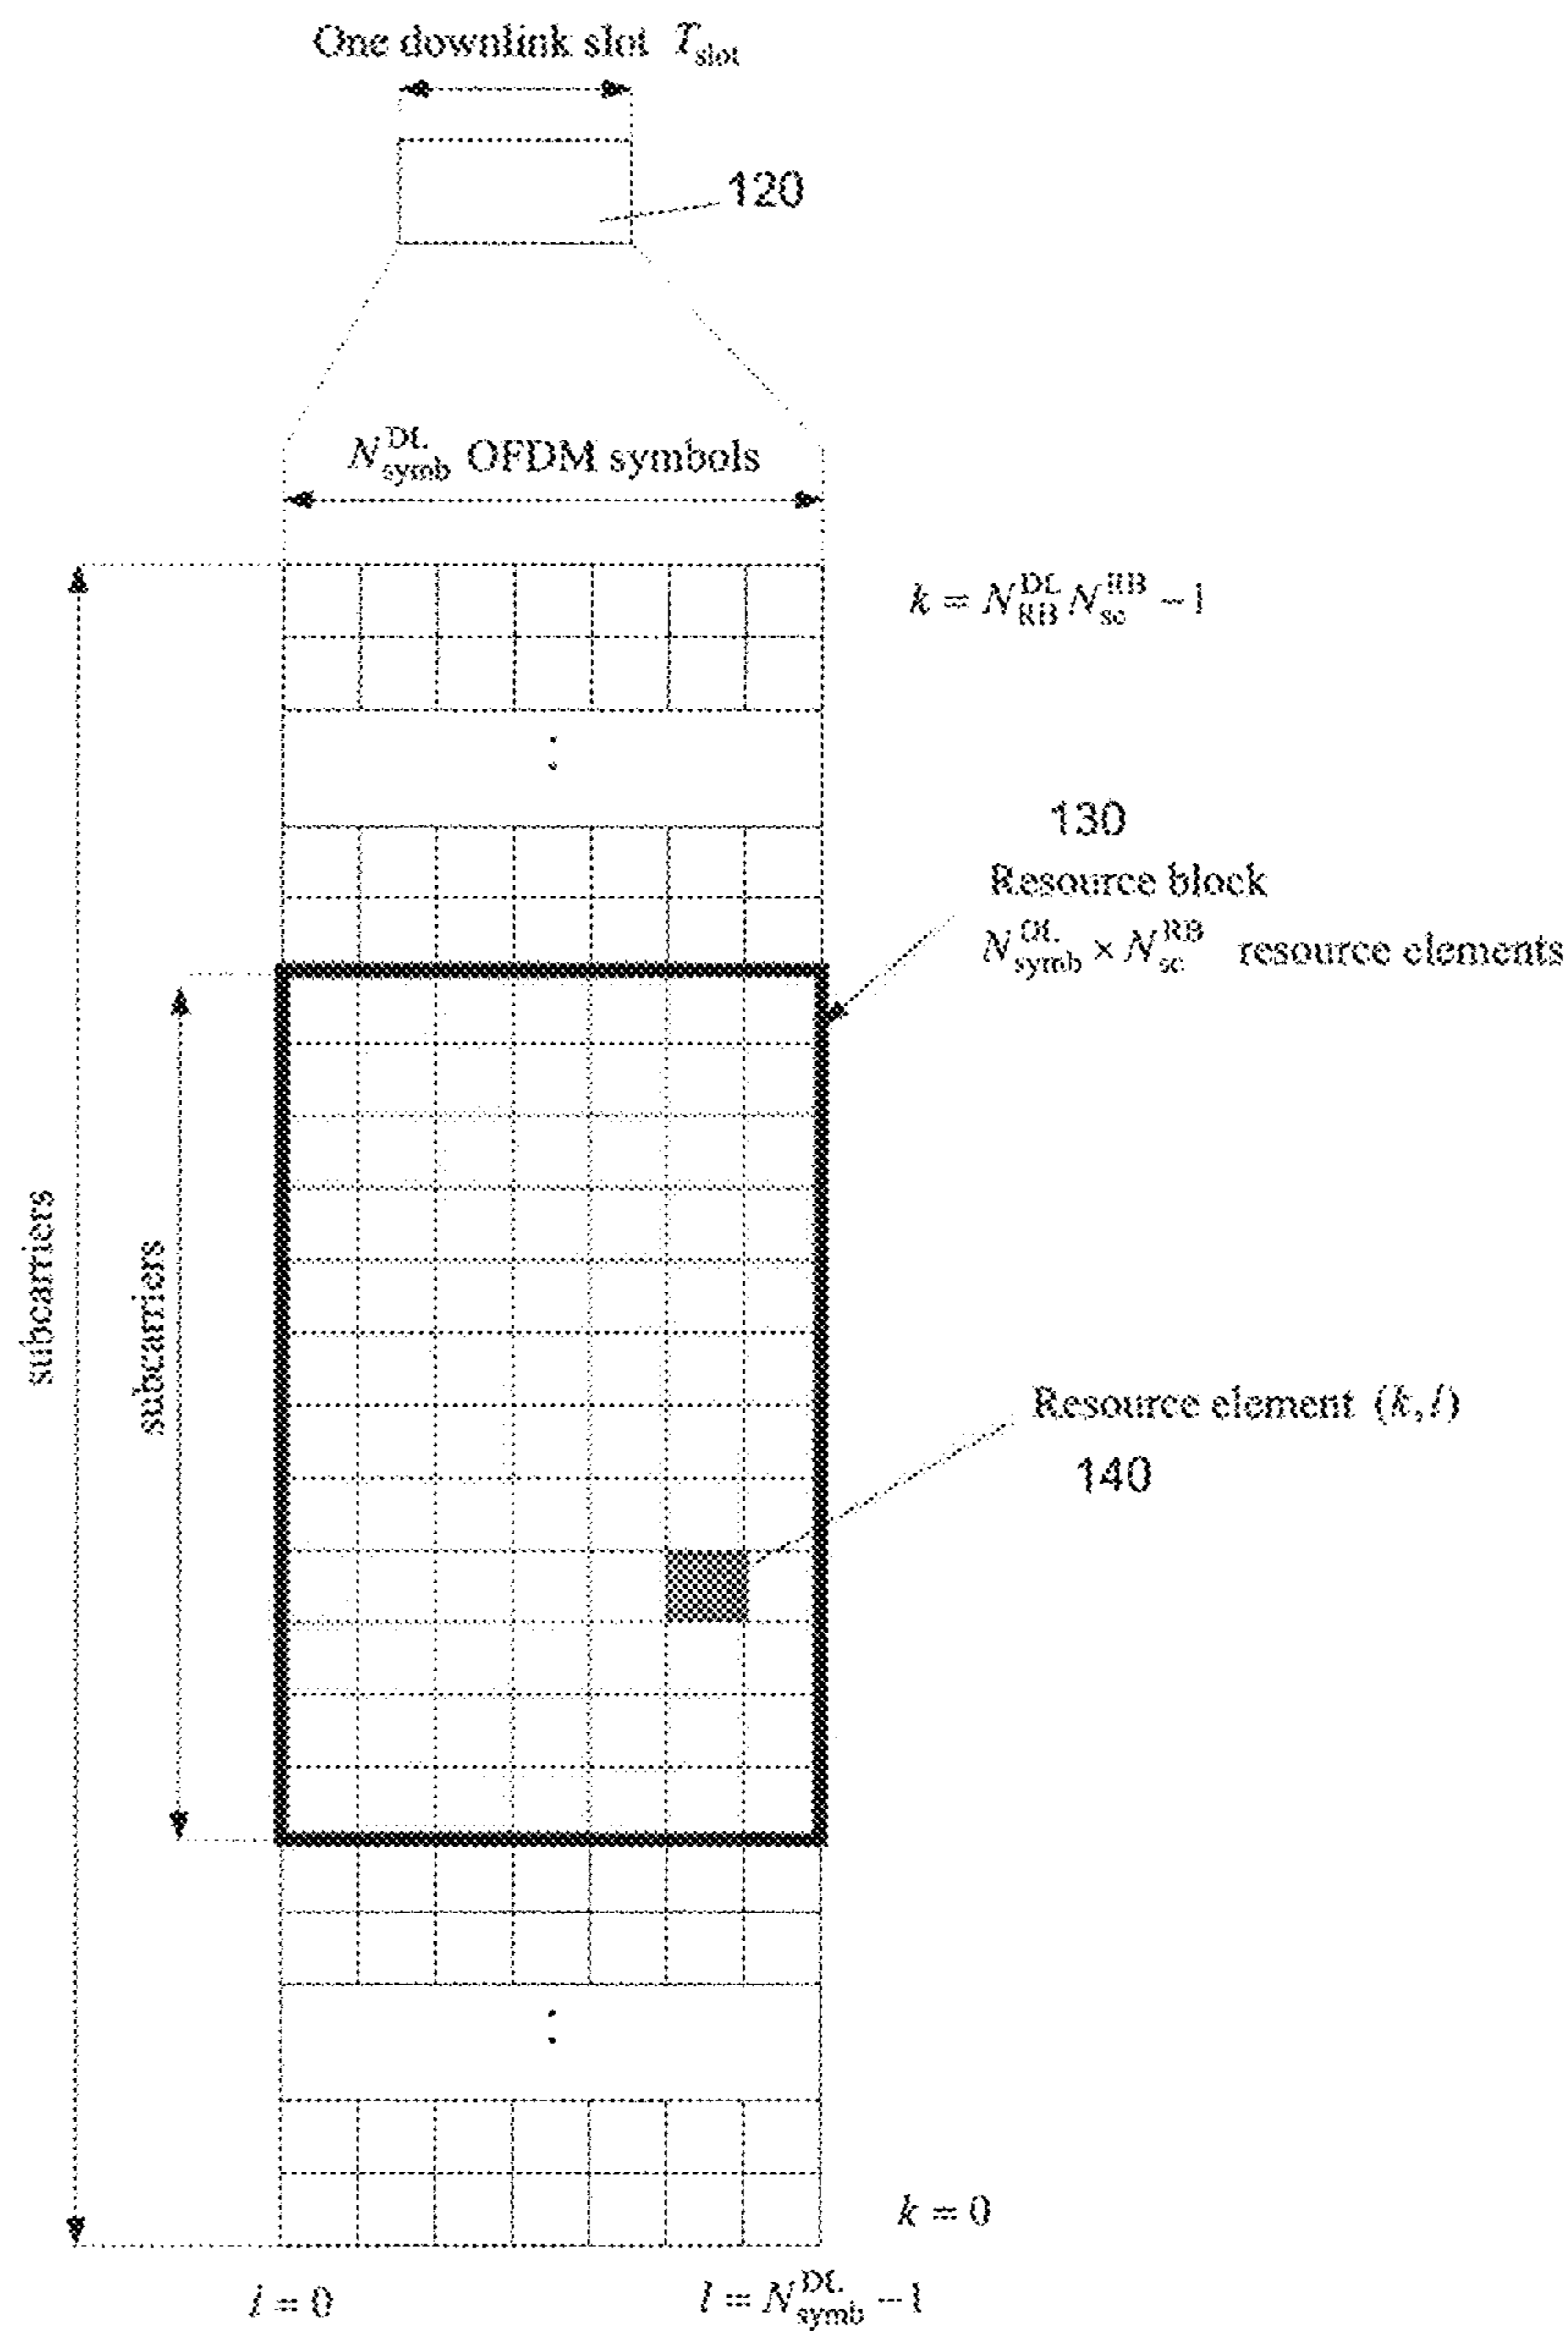 One downlink slot T_slot
120
N_symb^DL OFDM symbols
k = N_RB^DL N_sc^RB − 1
130
Resource block
N_symb^DL × N_sc^RB resource elements
subcarriers
subcarriers
Resource element (k, l)
140
k = 0
l = 0
l = N_symb^DL − 1